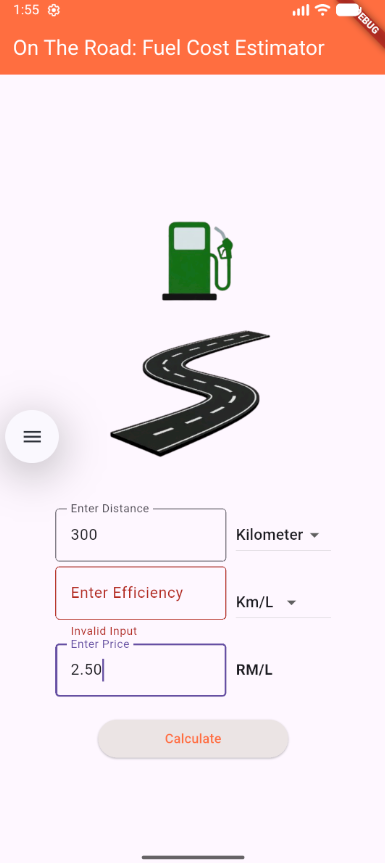 1:55
EBUG
On The Road: Fuel Cost Estimator
Enter Distance
300
Kilometer
Enter Efficiency
Km/L
Invalid Input
Enter Price
2.50
RM/L
Calculate